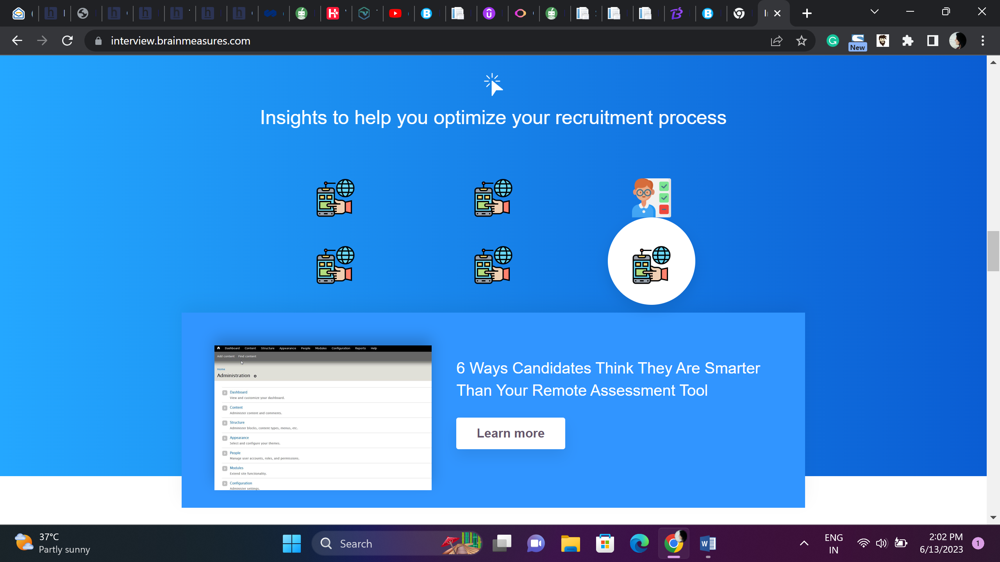 interview.brainmeasures.com
New
Insights to help you optimize your recruitment process
Dashboard Content Structure Appearance People Modules Configuration Reports Help
Add content Find content
Home
Administration
Dashboard
View and customize your dashboard.
Content
Administer content and comments.
Structure
Administer blocks, content types, menus, etc.
Appearance
Select and configure your themes.
People
Manage user accounts, roles, and permissions.
Modules
Extend site functionality.
Configuration
Administer settings.
6 Ways Candidates Think They Are Smarter
Than Your Remote Assessment Tool
Learn more
37°C
Partly sunny
Search
ENG
IN
2:02 PM
6/13/2023
1